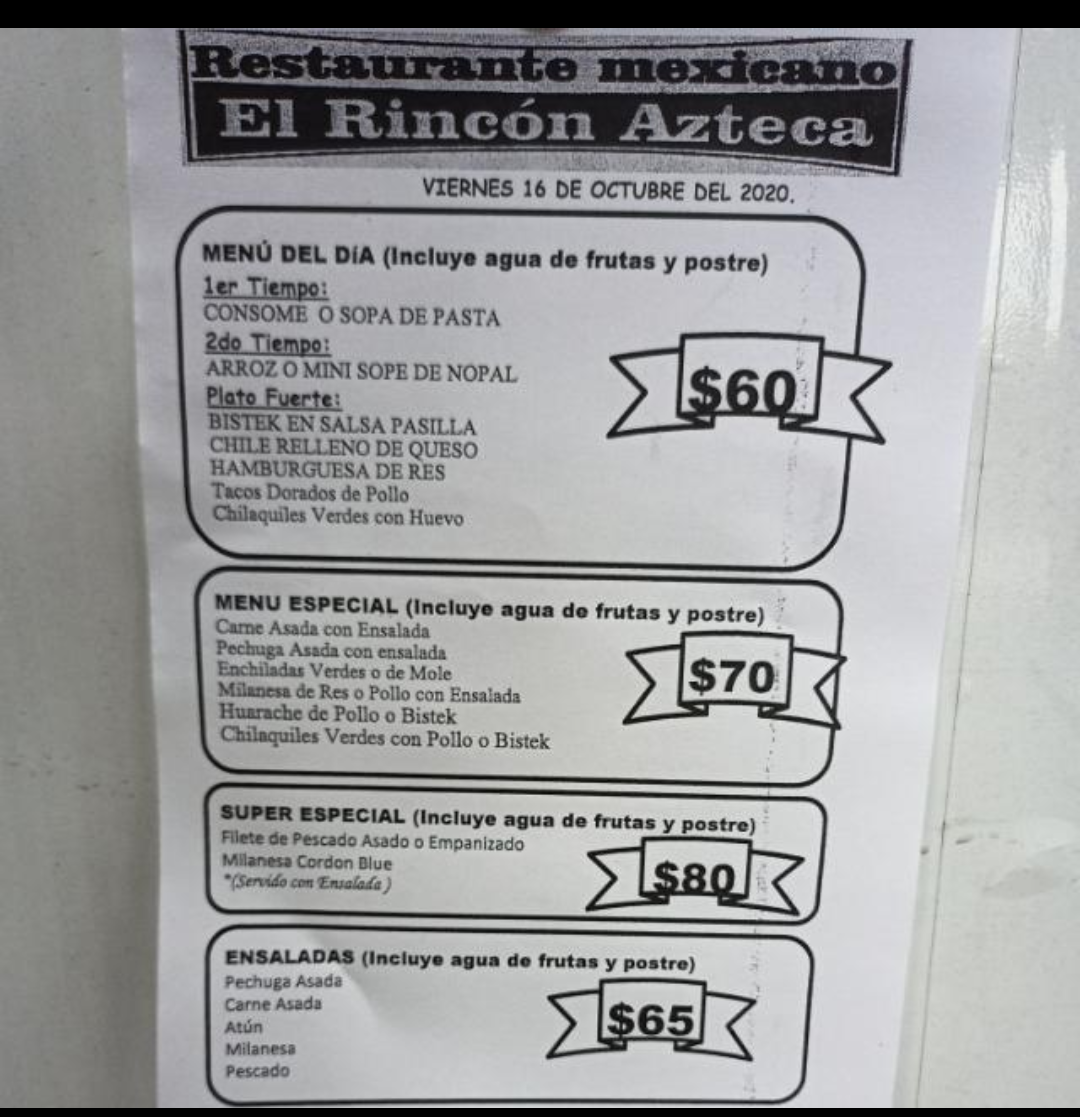 Restaurante mexicano
El Rincón Azteca
VIERNES 16 DE OCTUBRE DEL 2020.
MENÚ DEL DíA (Incluye agua de frutas y postre)
1er Tiempo:
CONSOME O SOPA DE PASTA
2do Tiempo:
ARROZ O MINI SOPE DE NOPAL
Plato Fuerte:
BISTEK EN SALSA PASILLA
CHILE RELLENO DE QUESO
HAMBURGUESA DE RES
Tacos Dorados de Pollo
Chilaquiles Verdes con Huevo
$60
MENU ESPECIAL (Incluye agua de frutas y postre)
Carne Asada con Ensalada
Pechuga Asada con ensalada
Enchiladas Verdes o de Mole
Milanesa de Res o Pollo con Ensalada
Huarache de Pollo o Bistek
Chilaquiles Verdes con Pollo o Bistek
$70
SUPER ESPECIAL (Incluye agua de frutas y postre)
Filete de Pescado Asado o Empanizado
Milanesa Cordon Blue
*(Servido con Ensalada )
$80
ENSALADAS (Incluye agua de frutas y postre)
Pechuga Asada
Carne Asada
Atún
Milanesa
Pescado
$65